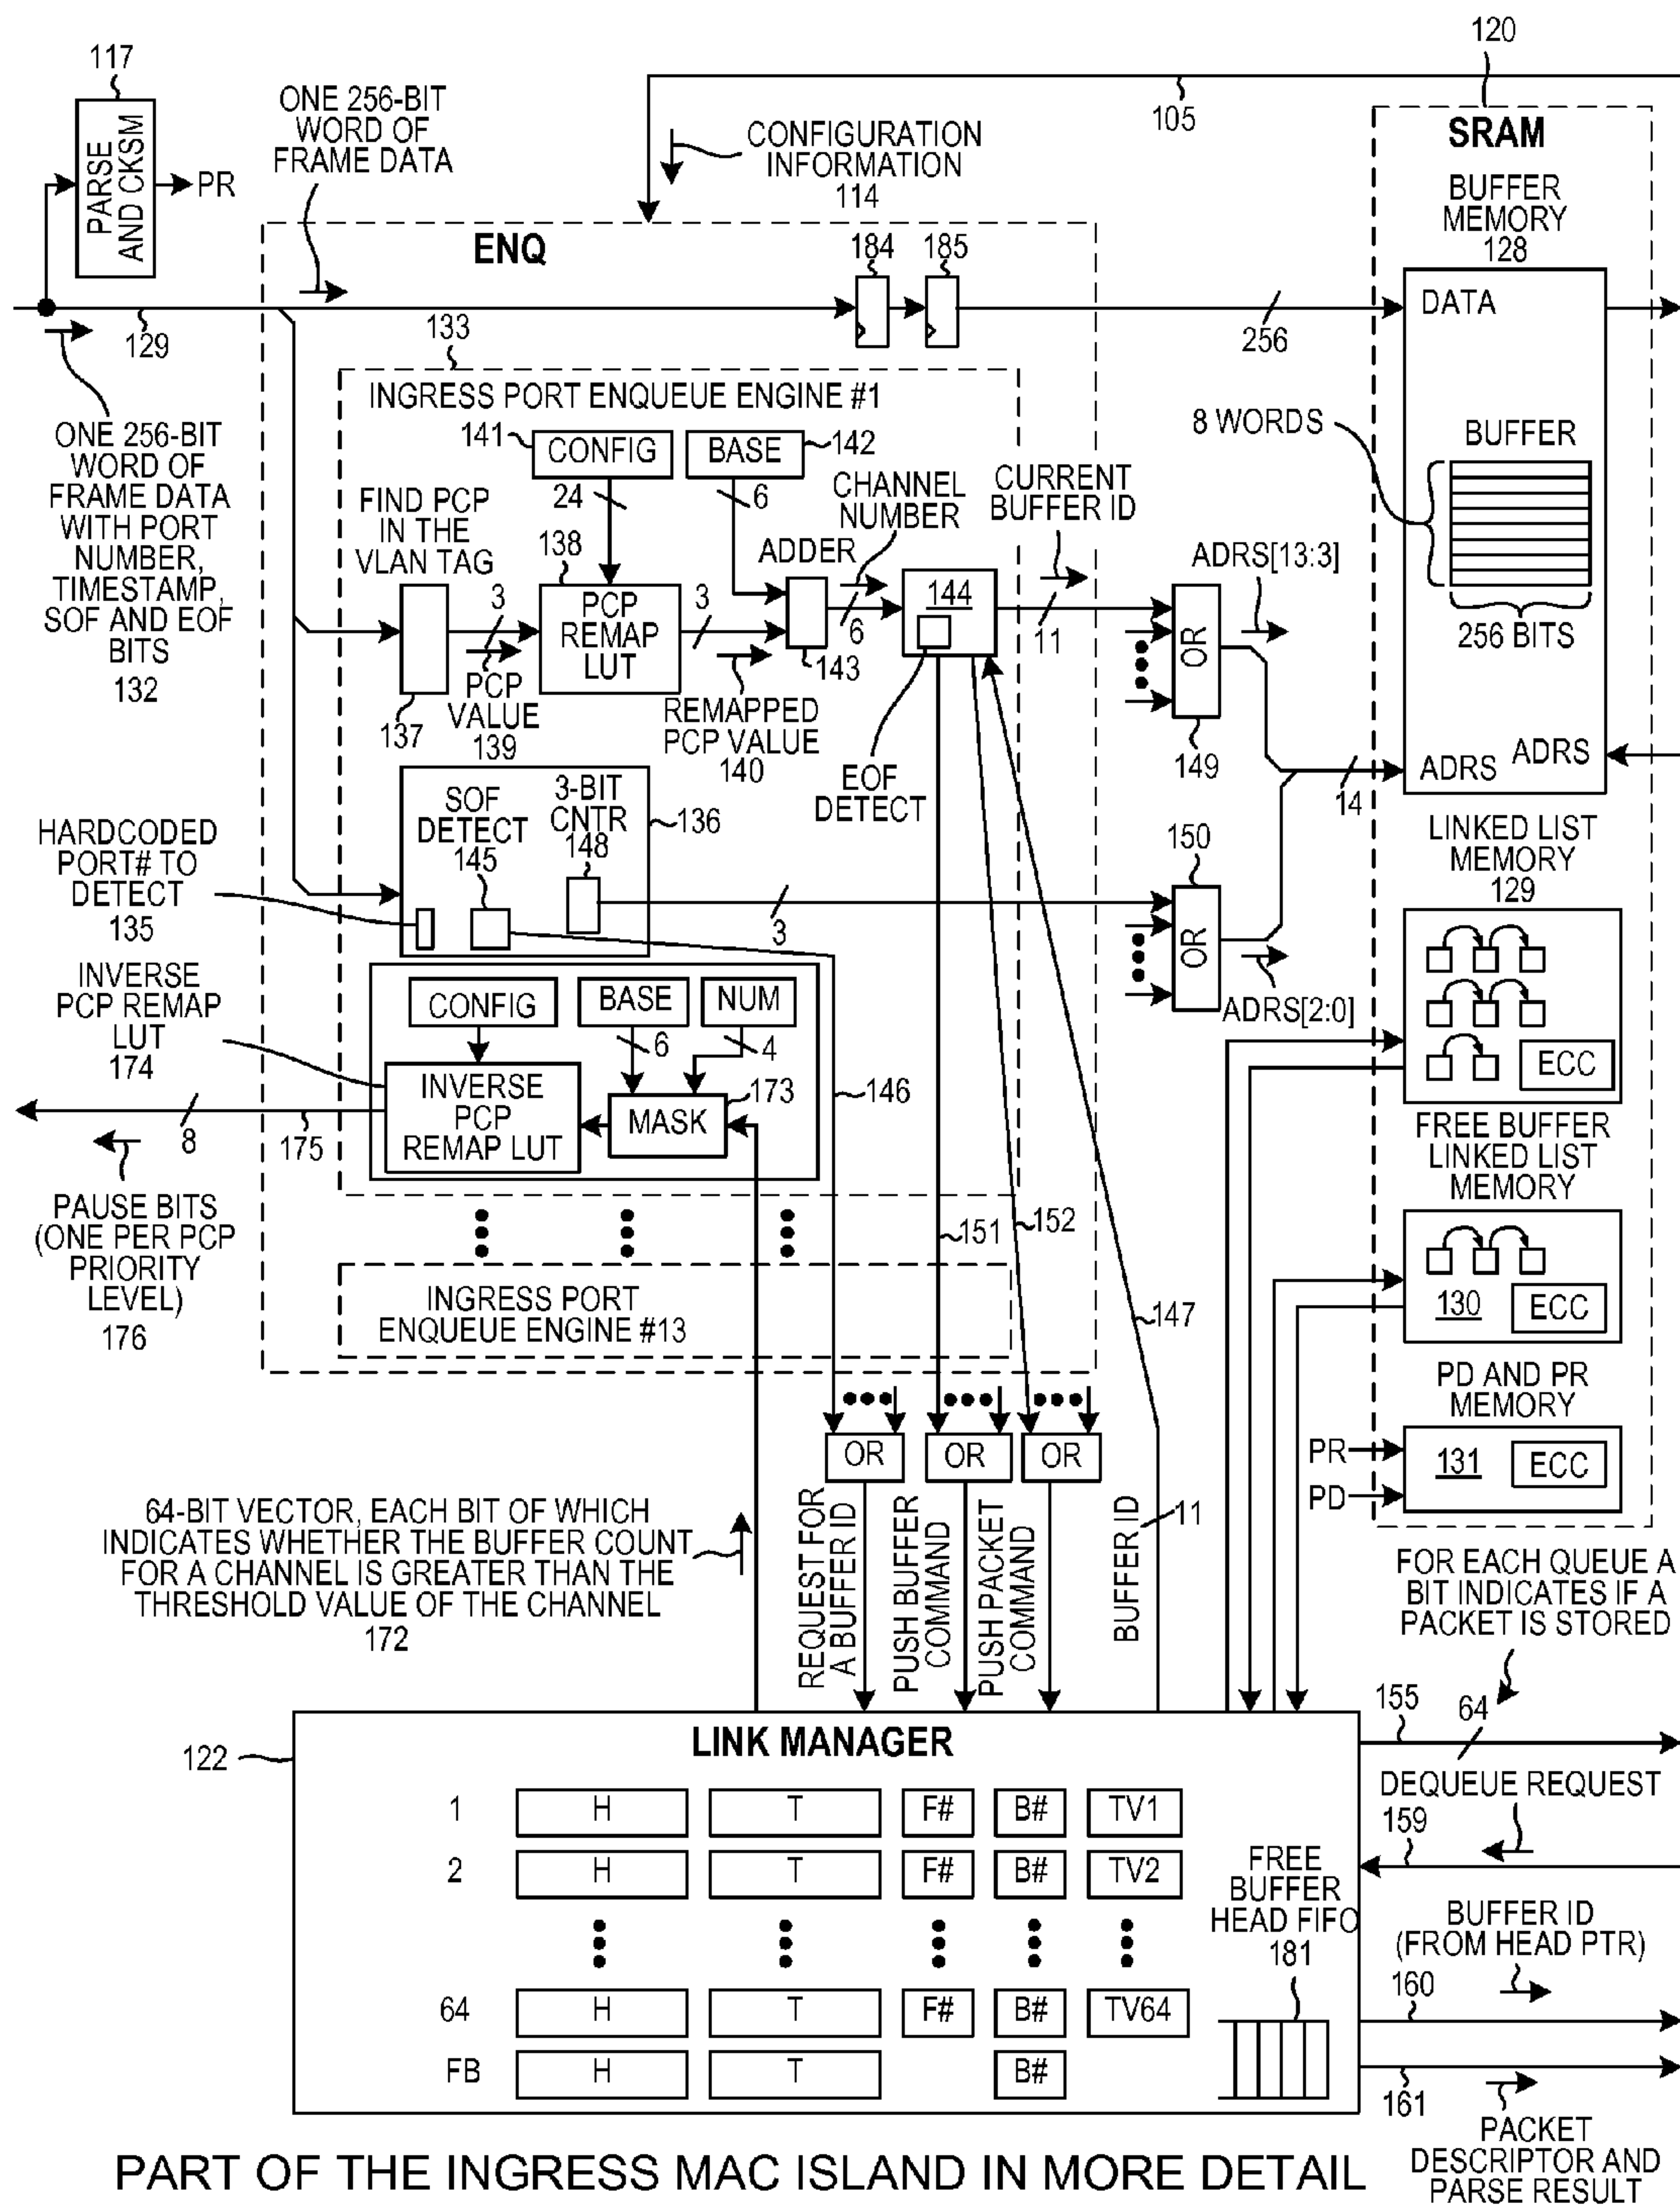 117
PARSE
AND CKSM
PR
ONE 256-BIT
WORD OF
FRAME DATA
CONFIGURATION
INFORMATION
114
105
120
SRAM
BUFFER
MEMORY
128
ENQ
184
185
129
256
DATA
ONE 256-BIT
WORD OF
FRAME DATA
WITH PORT
NUMBER,
TIMESTAMP,
SOF AND EOF
BITS
132
133
INGRESS PORT ENQUEUE ENGINE #1
141
CONFIG
BASE
142
24
6
FIND PCP
IN THE
VLAN TAG
138
ADDER
CHANNEL
NUMBER
CURRENT
BUFFER ID
8 WORDS
BUFFER
256 BITS
3
PCP
REMAP
LUT
3
6
144
11
ADRS[13:3]
OR
149
143
137
PCP
VALUE
139
REMAPPED
PCP VALUE
140
EOF
DETECT
ADRS
ADRS
14
HARDCODED
PORT# TO
DETECT
135
SOF
DETECT
145
3-BIT
CNTR
148
136
3
150
OR
ADRS[2:0]
LINKED LIST
MEMORY
129
ECC
INVERSE
PCP REMAP
LUT
174
CONFIG
BASE
NUM
6
4
INVERSE
PCP
REMAP LUT
MASK
173
146
8
175
PAUSE BITS
(ONE PER PCP
PRIORITY
LEVEL)
176
FREE BUFFER
LINKED LIST
MEMORY
130
ECC
151
152
147
INGRESS PORT
ENQUEUE ENGINE #13
PD AND PR
MEMORY
PR
PD
131
ECC
OR
OR
OR
64-BIT VECTOR, EACH BIT OF WHICH
INDICATES WHETHER THE BUFFER COUNT
FOR A CHANNEL IS GREATER THAN THE
THRESHOLD VALUE OF THE CHANNEL
172
REQUEST FOR
A BUFFER ID
PUSH BUFFER
COMMAND
PUSH PACKET
COMMAND
BUFFER ID
11
FOR EACH QUEUE A
BIT INDICATES IF A
PACKET IS STORED
122
LINK MANAGER
155
64
1 H T F# B# TV1
2 H T F# B# TV2
64 H T F# B# TV64
FB H T B#
FREE
BUFFER
HEAD FIFO
181
DEQUEUE REQUEST
159
BUFFER ID
(FROM HEAD PTR)
160
161
PACKET
DESCRIPTOR AND
PARSE RESULT
PART OF THE INGRESS MAC ISLAND IN MORE DETAIL